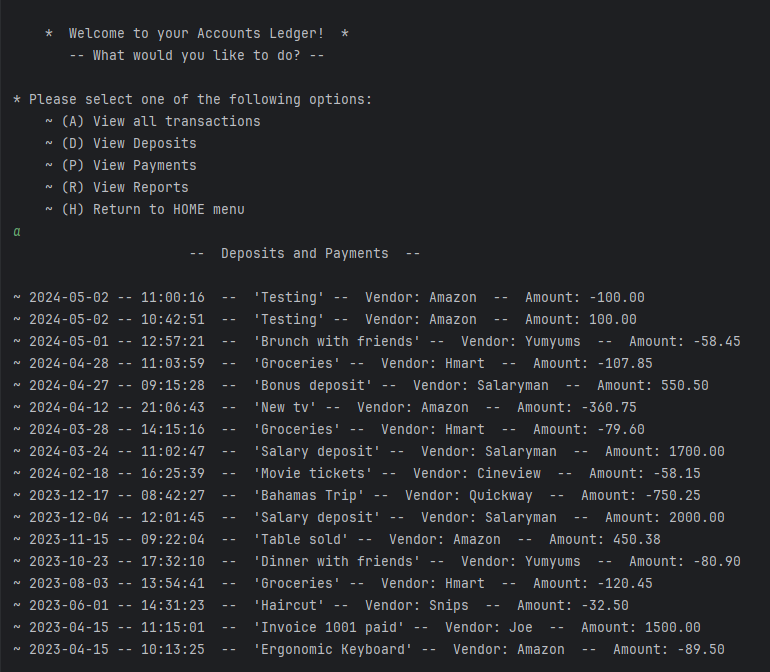 * Welcome to your Accounts Ledger! *
-- What would you like to do? --
* Please select one of the following options:
~ (A) View all transactions
~ (D) View Deposits
~ (P) View Payments
~ (R) View Reports
~ (H) Return to HOME menu
a
-- Deposits and Payments --
~ 2024-05-02 -- 11:00:16 -- 'Testing' -- Vendor: Amazon -- Amount: -100.00
~ 2024-05-02 -- 10:42:51 -- 'Testing' -- Vendor: Amazon -- Amount: 100.00
~ 2024-05-01 -- 12:57:21 -- 'Brunch with friends' -- Vendor: Yumyums -- Amount: -58.45
~ 2024-04-28 -- 11:03:59 -- 'Groceries' -- Vendor: Hmart -- Amount: -107.85
~ 2024-04-27 -- 09:15:28 -- 'Bonus deposit' -- Vendor: Salaryman -- Amount: 550.50
~ 2024-04-12 -- 21:06:43 -- 'New tv' -- Vendor: Amazon -- Amount: -360.75
~ 2024-03-28 -- 14:15:16 -- 'Groceries' -- Vendor: Hmart -- Amount: -79.60
~ 2024-03-24 -- 11:02:47 -- 'Salary deposit' -- Vendor: Salaryman -- Amount: 1700.00
~ 2024-02-18 -- 16:25:39 -- 'Movie tickets' -- Vendor: Cineview -- Amount: -58.15
~ 2023-12-17 -- 08:42:27 -- 'Bahamas Trip' -- Vendor: Quickway -- Amount: -750.25
~ 2023-12-04 -- 12:01:45 -- 'Salary deposit' -- Vendor: Salaryman -- Amount: 2000.00
~ 2023-11-15 -- 09:22:04 -- 'Table sold' -- Vendor: Amazon -- Amount: 450.38
~ 2023-10-23 -- 17:32:10 -- 'Dinner with friends' -- Vendor: Yumyums -- Amount: -80.90
~ 2023-08-03 -- 13:54:41 -- 'Groceries' -- Vendor: Hmart -- Amount: -120.45
~ 2023-06-01 -- 14:31:23 -- 'Haircut' -- Vendor: Snips -- Amount: -32.50
~ 2023-04-15 -- 11:15:01 -- 'Invoice 1001 paid' -- Vendor: Joe -- Amount: 1500.00
~ 2023-04-15 -- 10:13:25 -- 'Ergonomic Keyboard' -- Vendor: Amazon -- Amount: -89.50